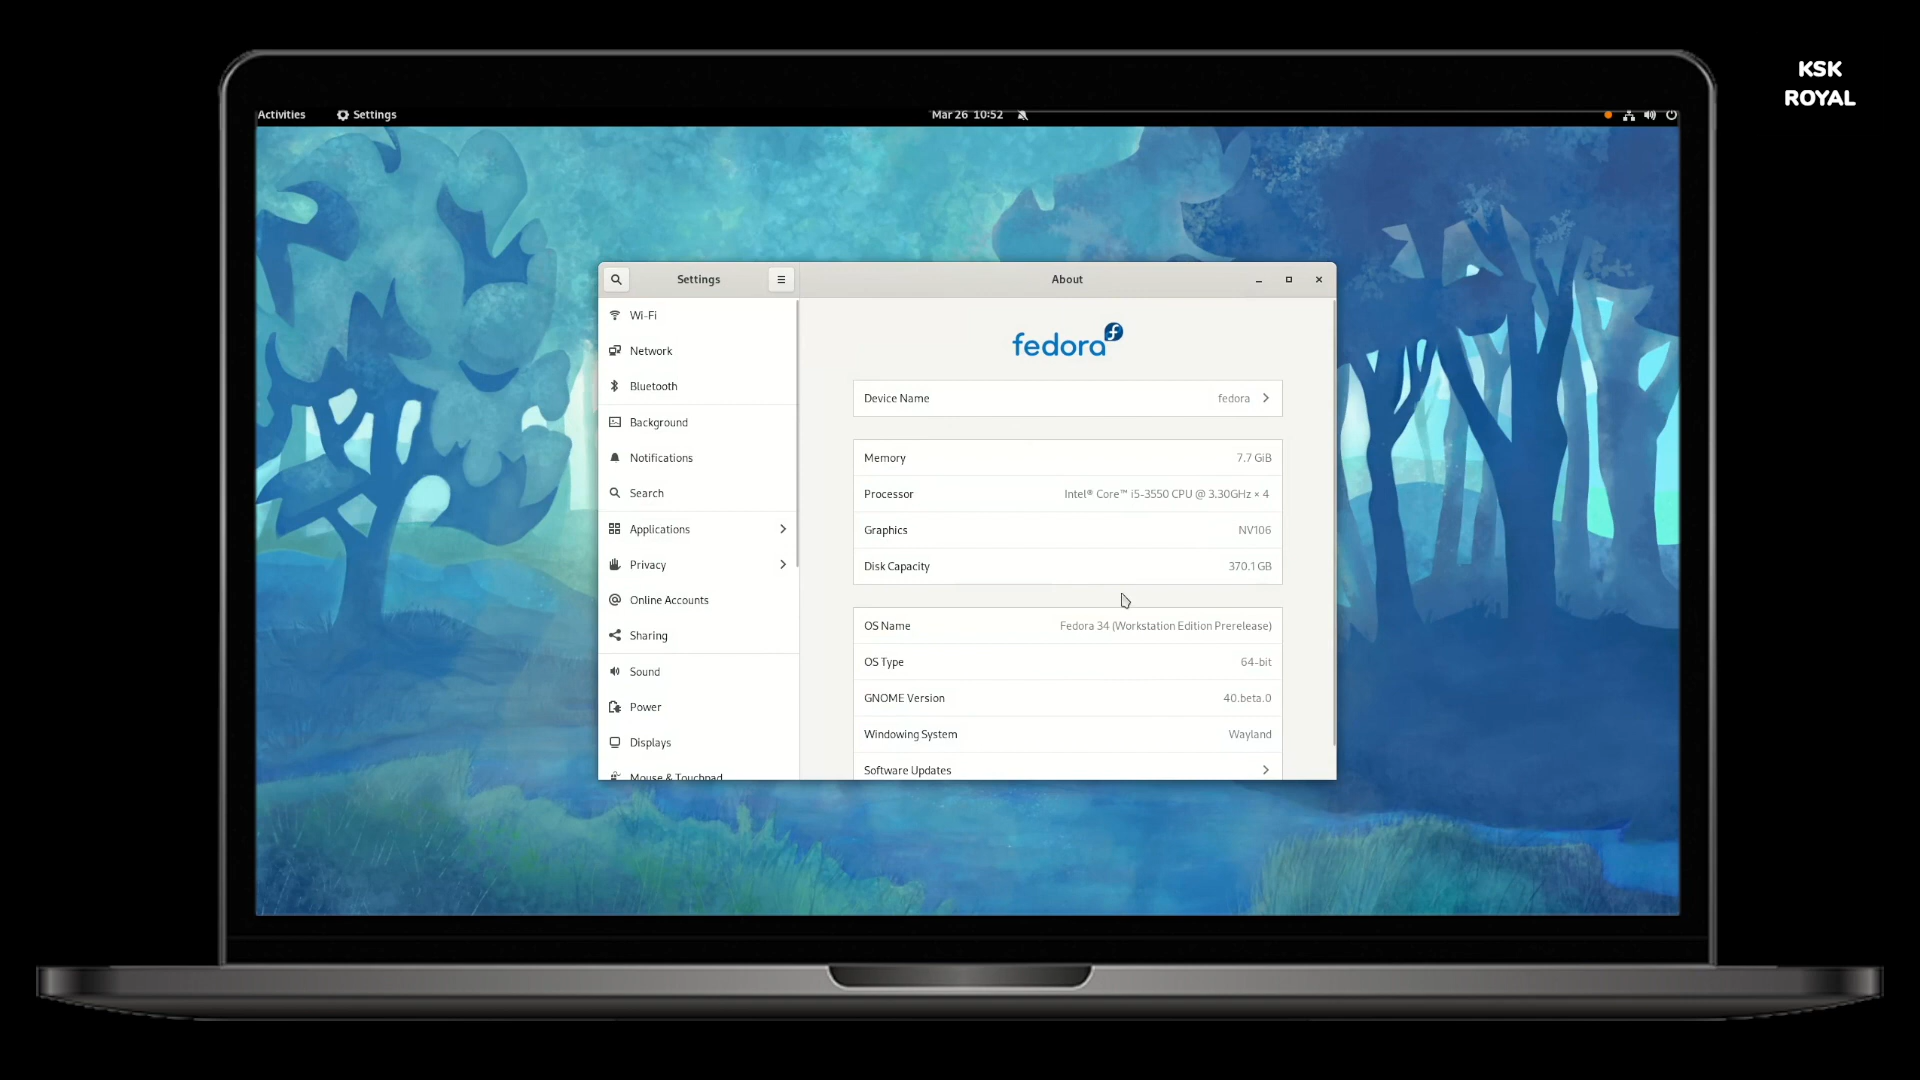 KSK
ROYAL
Activities Settings Mar 26 10:52
Settings About
Wi-Fi
Network
Bluetooth
Background
Notifications
Search
Applications
Privacy
Online Accounts
Sharing
Sound
Power
Displays
Mouse & Touchpad
fedora
Device Name fedora
Memory 7.7 GiB
Processor Intel® Core™ i5-3550 CPU @ 3.30GHz × 4
Graphics NV106
Disk Capacity 370.1 GB
OS Name Fedora 34 (Workstation Edition Prerelease)
OS Type 64-bit
GNOME Version 40.beta.0
Windowing System Wayland
Software Updates